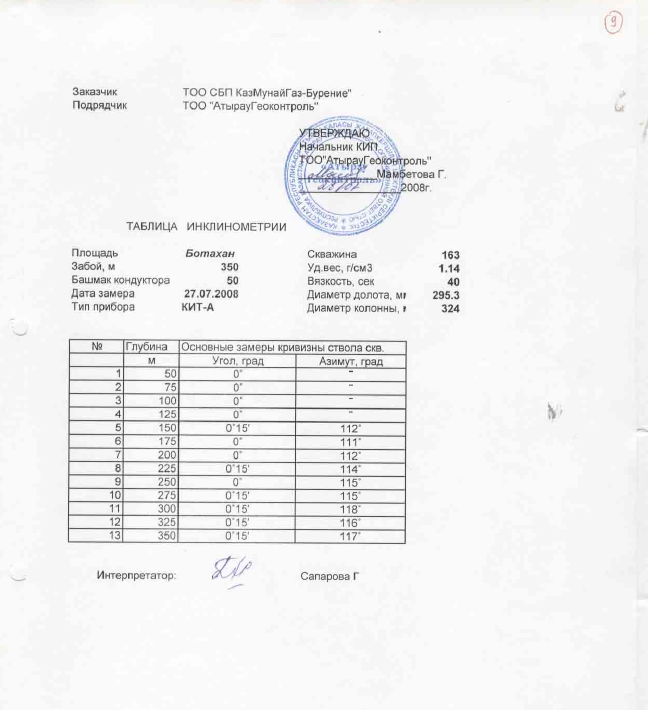 9
Заказчик ТОО СБП КазМунайГаз-Бурение"
Подрядчик ТОО "АтырауГеоконтроль"
УТВЕРЖДАЮ
Начальник КИП
ТОО"АтырауГеоконтроль"
Мамбетова Г.
2008г.
ТАБЛИЦА ИНКЛИНОМЕТРИИ
Площадь Ботахан Скважина 163
Забой, м 350 Уд.вес, г/см3 1.14
Башмак кондуктора 50 Вязкость, сек 40
Дата замера 27.07.2008 Диаметр долота, мм 295.3
Тип прибора КИТ-А Диаметр колонны, 324
№ Глубина Основные замеры кривизны ствола скв.
м Угол, град Азимут, град
1 50 0° -
2 75 0° -
3 100 0° -
4 125 0° -
5 150 0°15' 112°
6 175 0° 111°
7 200 0° 112°
8 225 0°15' 114°
9 250 0° 115°
10 275 0°15' 115°
11 300 0°15' 118°
12 325 0°15' 116°
13 350 0°15' 117°
Интерпретатор: Сапарова Г